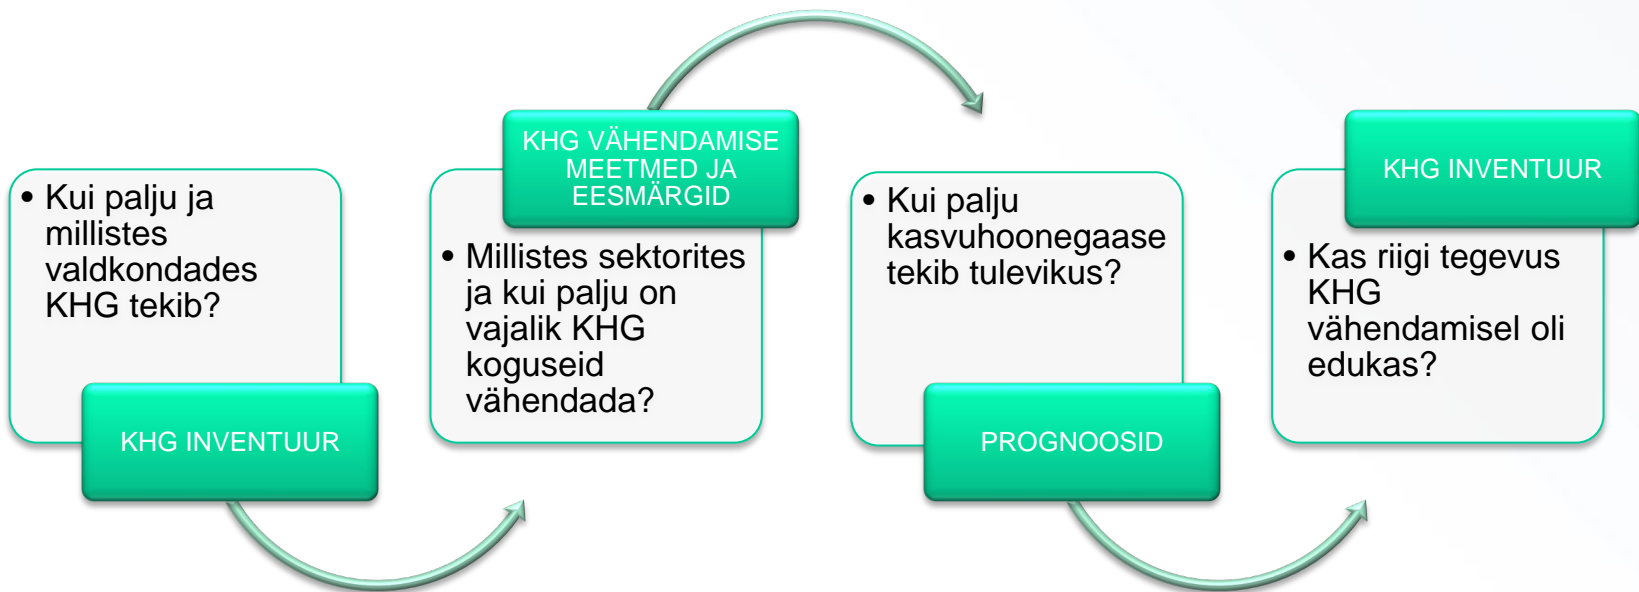 • Kui palju ja
millistes
valdkondades
KHG tekib?
KHG INVENTUUR
KHG VÄHENDAMISE
MEETMED JA
EESMÄRGID
• Millistes sektorites
ja kui palju on
vajalik KHG
koguseid
vähendada?
• Kui palju
kasvuhoonegaase
tekib tulevikus?
PROGNOOSID
KHG INVENTUUR
• Kas riigi tegevus
KHG
vähendamisel oli
edukas?